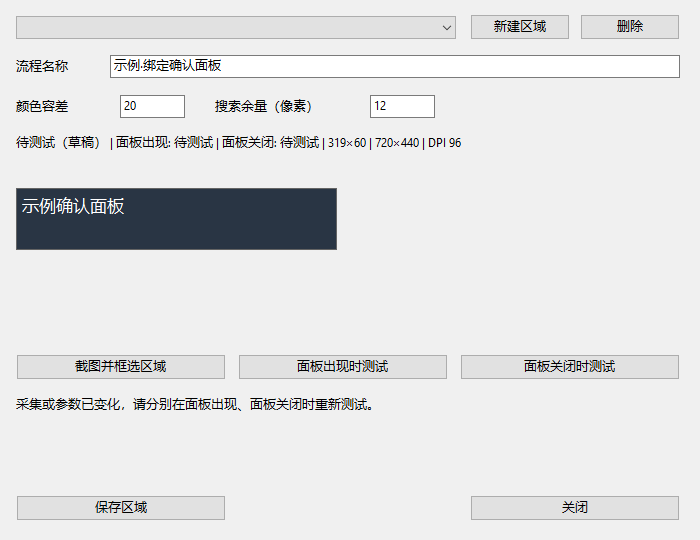 新建区域 删除
流程名称 示例·绑定确认面板
颜色容差 20 搜索余量（像素） 12
待测试（草稿） | 面板出现: 待测试 | 面板关闭: 待测试 | 319×60 | 720×440 | DPI 96
示例确认面板
截图并框选区域 面板出现时测试 面板关闭时测试
采集或参数已变化，请分别在面板出现、面板关闭时重新测试。
保存区域 关闭